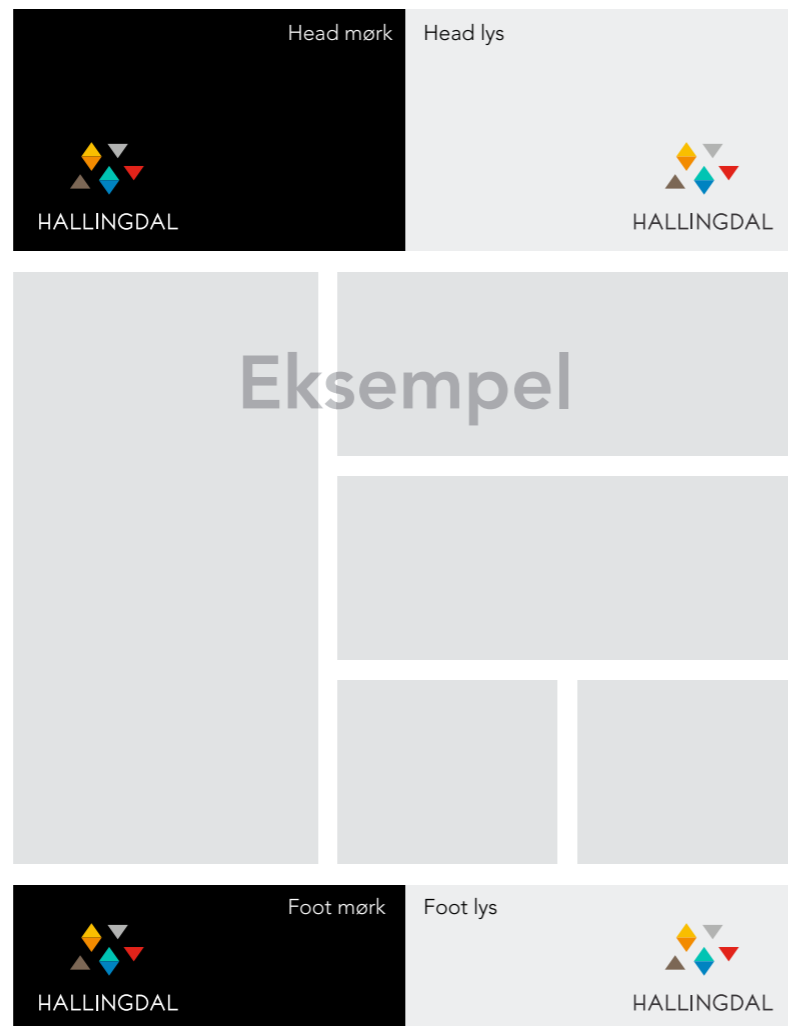 Head mørk
Head lys
HALLINGDAL
HALLINGDAL
Eksempel
Foot mørk
Foot lys
HALLINGDAL
HALLINGDAL